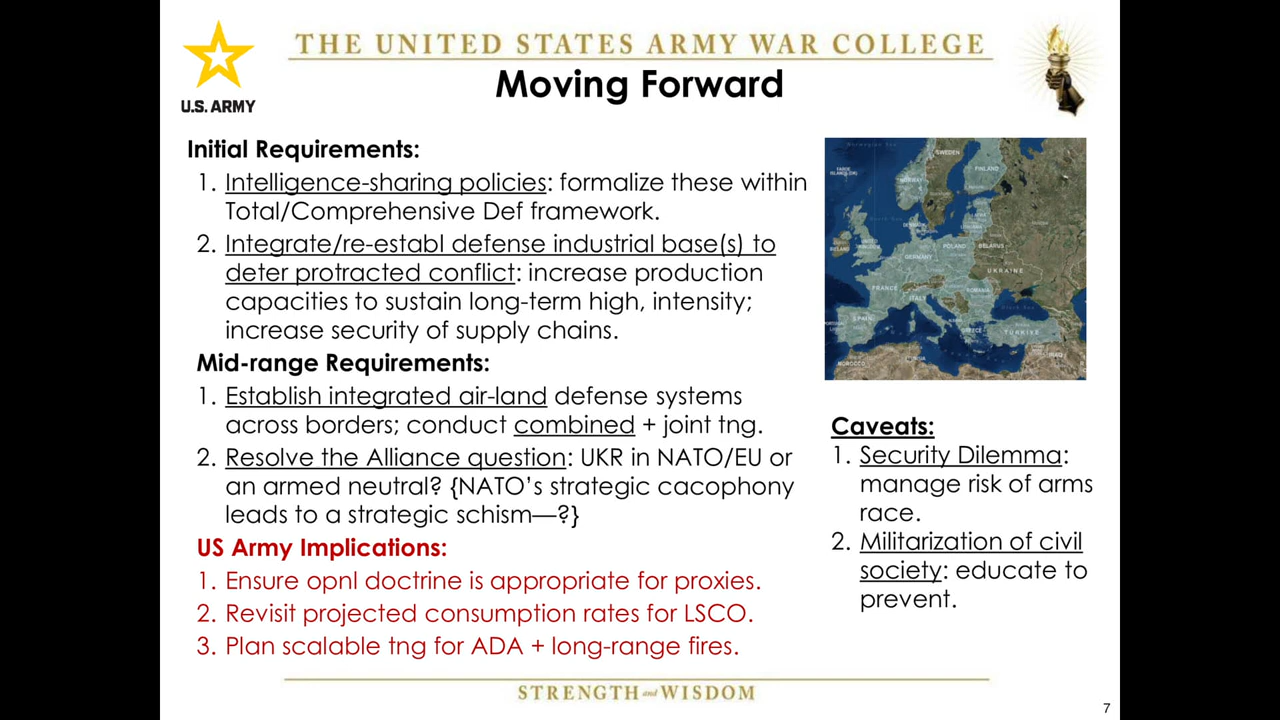 THE UNITED STATES ARMY WAR COLLEGE
U.S. ARMY
Moving Forward
Initial Requirements:
1. Intelligence-sharing policies: formalize these within
Total/Comprehensive Def framework.
2. Integrate/re-establ defense industrial base(s) to
deter protracted conflict: increase production
capacities to sustain long-term high, intensity;
increase security of supply chains.
Mid-range Requirements:
1. Establish integrated air-land defense systems
across borders; conduct combined + joint tng.
2. Resolve the Alliance question: UKR in NATO/EU or
an armed neutral? {NATO’s strategic cacophony
leads to a strategic schism—?}
US Army Implications:
1. Ensure opnl doctrine is appropriate for proxies.
2. Revisit projected consumption rates for LSCO.
3. Plan scalable tng for ADA + long-range fires.
Norwegian Sea
SWEDEN
FINLAND
NORWAY
DENMARK
UNITED
IRELAND
POLAND
BELARUS
GERMANY
UKRAINE
FRANCE
ROMANIA
ITALY
SPAIN
GREECE
TÜRKIYE
MOROCCO
Caveats:
1. Security Dilemma:
manage risk of arms
race.
2. Militarization of civil
society: educate to
prevent.
STRENGTH and WISDOM
7